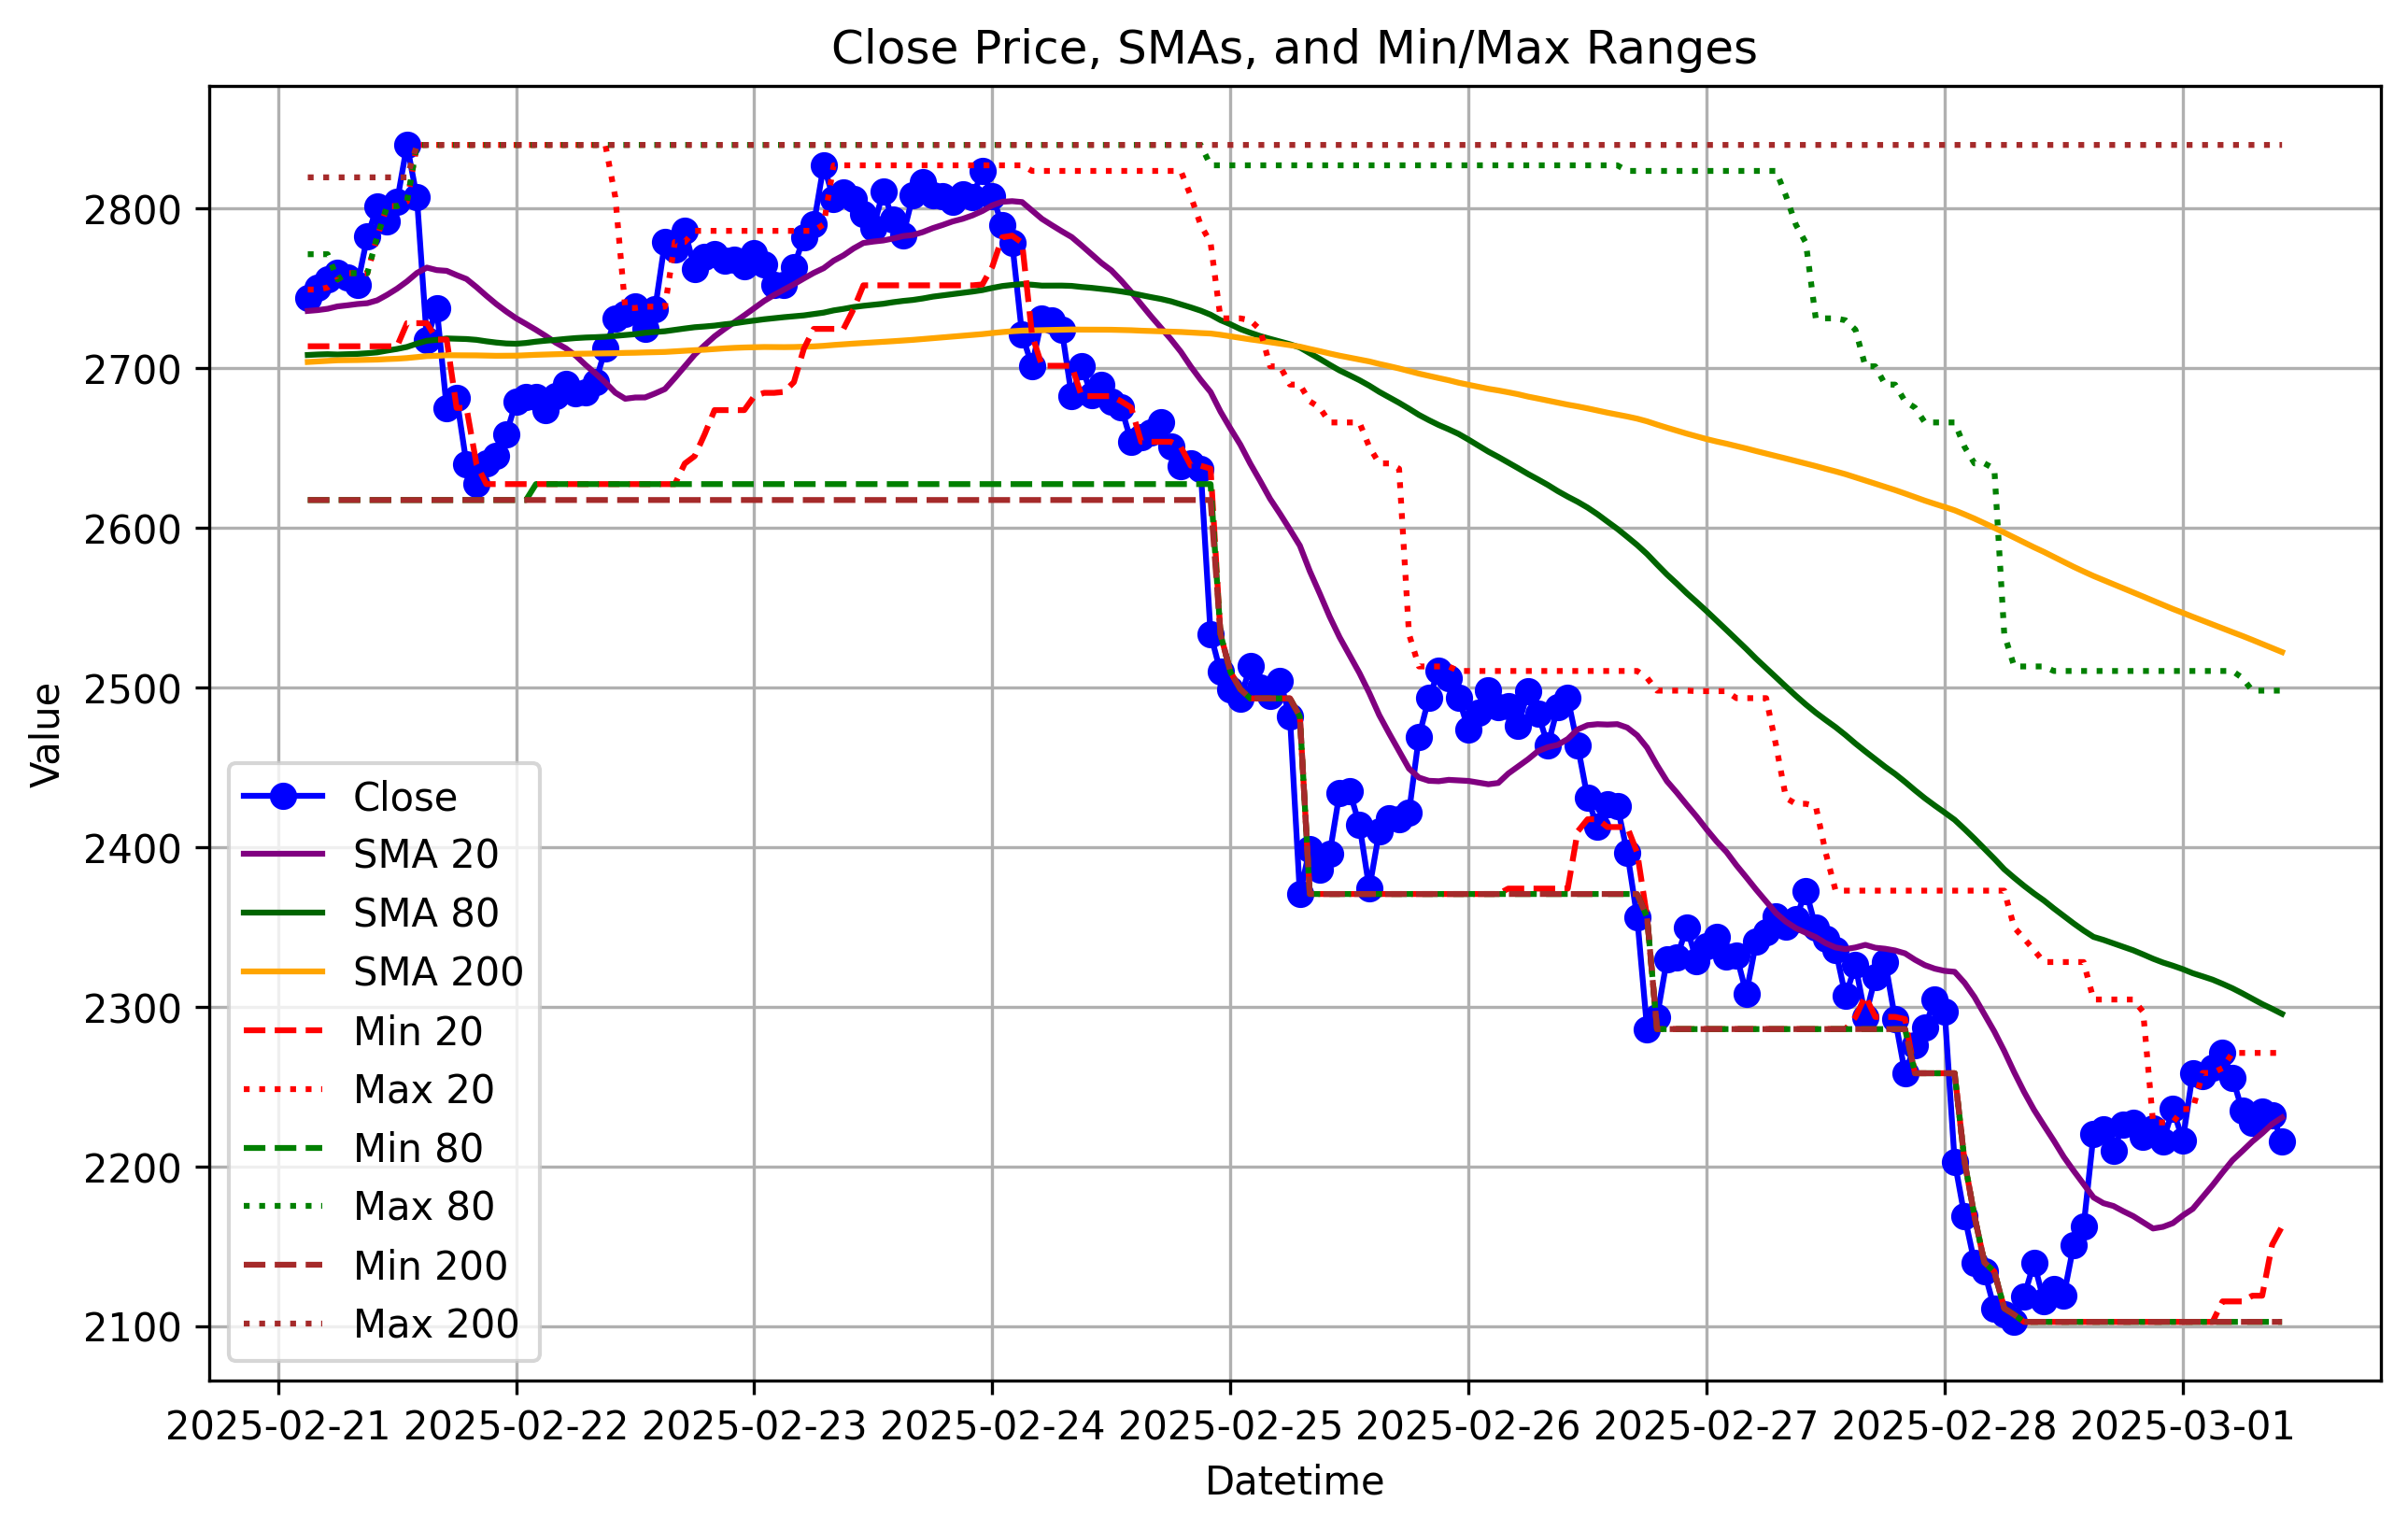 Close Price, SMAs, and Min/Max Ranges
Value
2800
2700
2600
2500
2400
2300
2200
2100
Close
SMA 20
SMA 80
SMA 200
Min 20
Max 20
Min 80
Max 80
Min 200
Max 200
2025-02-21 2025-02-22 2025-02-23 2025-02-24 2025-02-25 2025-02-26 2025-02-27 2025-02-28 2025-03-01
Datetime